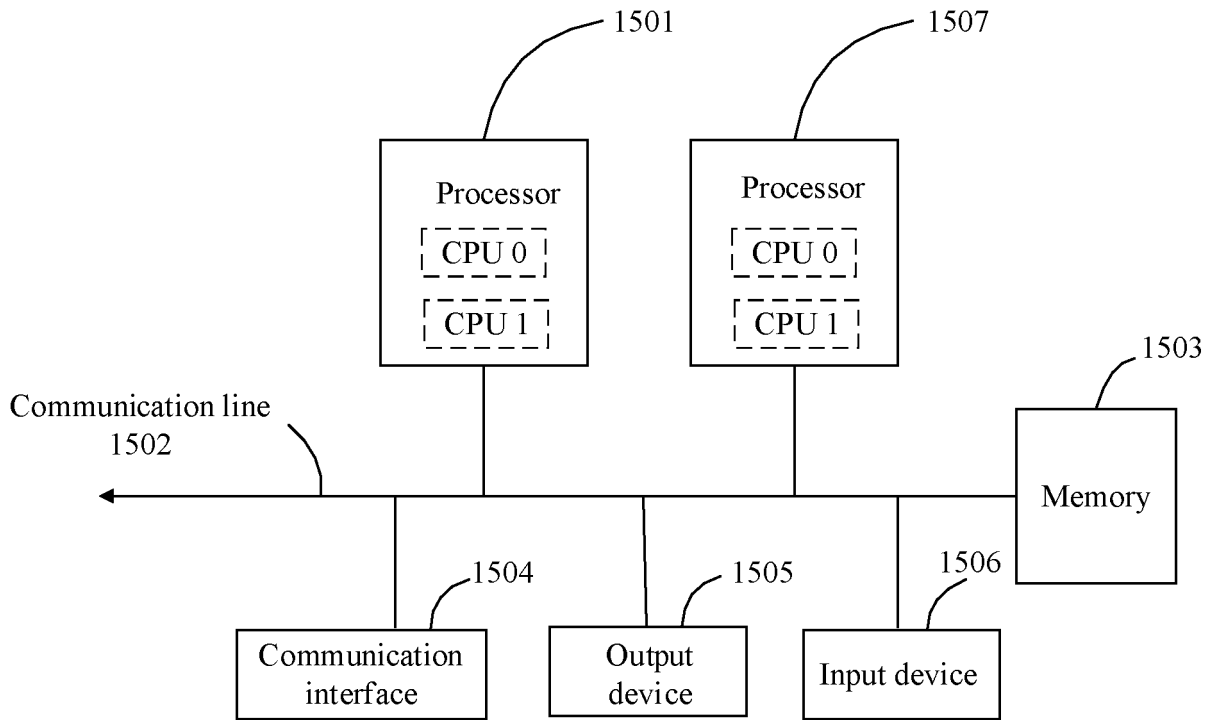 1501
1507
Processor
CPU 0
CPU 1
Processor
CPU 0
CPU 1
1503
Communication line
1502
Memory
1504
1505
1506
Communication
interface
Output
device
Input device